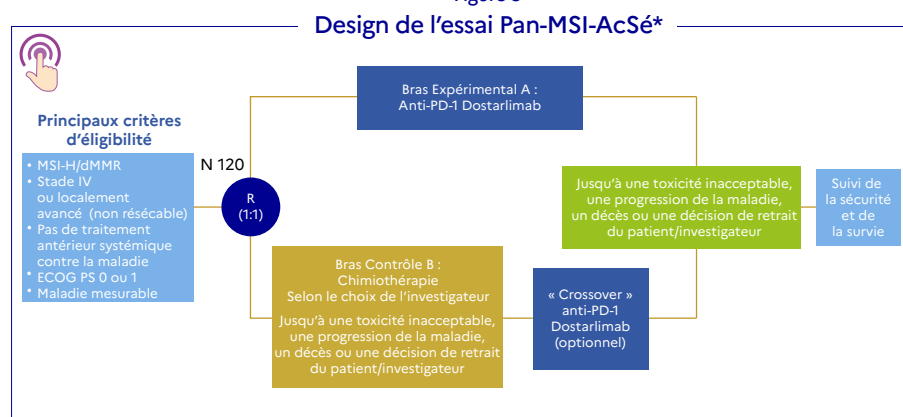 Design de l'essai Pan-MSI-AcSé*
Principaux critères
d'éligibilité
• MSI-H/dMMR
• Stade IV
ou localement
avancé (non résécable)
• Pas de traitement
antérieur systémique
contre la maladie
• ECOG PS 0 ou 1
• Maladie mesurable
N 120
R
(1:1)
Bras Expérimental A :
Anti-PD-1 Dostarlimab
Bras Contrôle B :
Chimiothérapie
Selon le choix de l'investigateur
Jusqu'à une toxicité inacceptable,
une progression de la maladie,
un décès ou une décision de retrait
du patient/investigateur
« Crossover »
anti-PD-1
Dostarlimab
(optionnel)
Jusqu'à une toxicité inacceptable,
une progression de la maladie,
un décès ou une décision de retrait
du patient/investigateur
Suivi de
la sécurité
et de
la survie